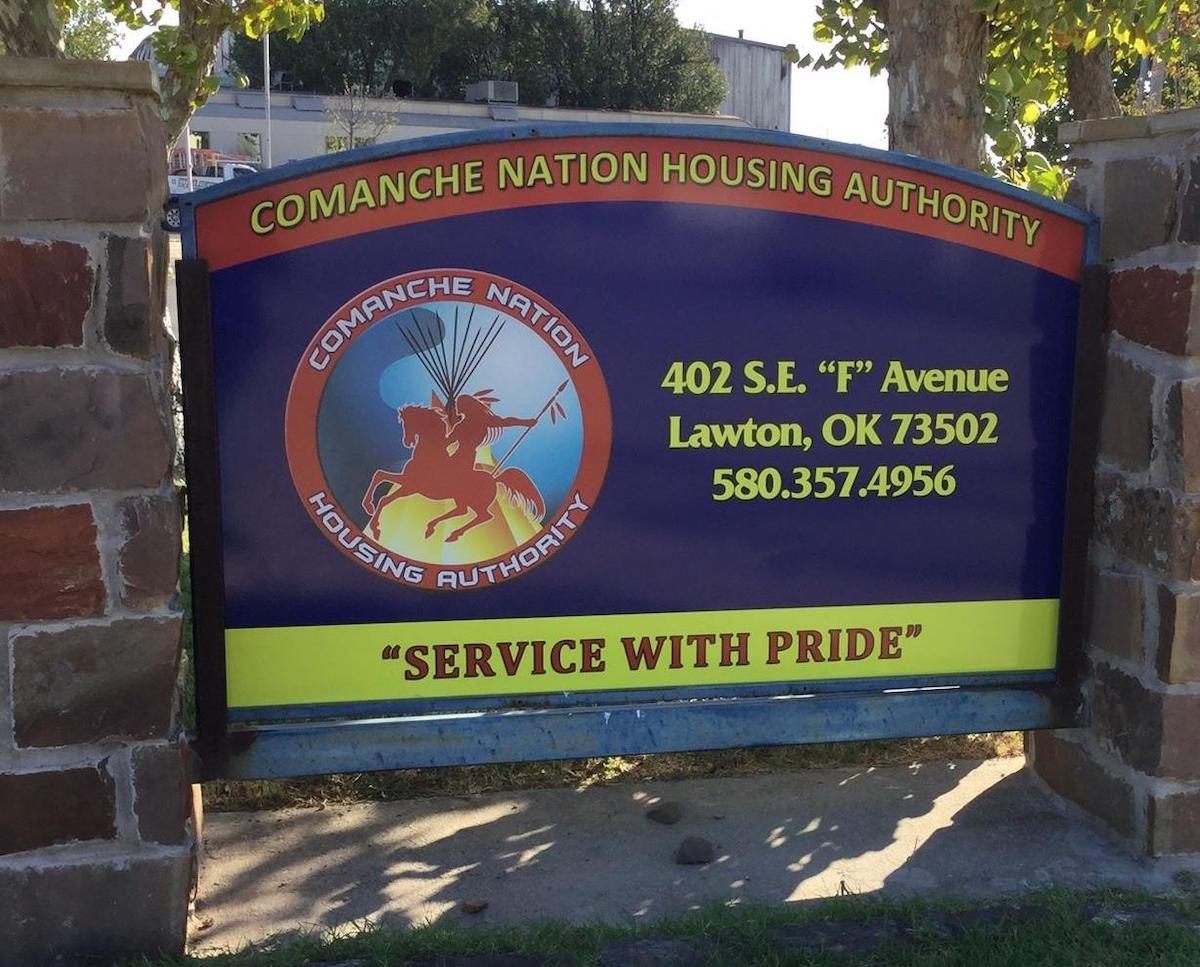 COMANCHE NATION HOUSING AUTHORITY
COMANCHE NATION
HOUSING AUTHORITY
402 S.E. “F” Avenue
Lawton, OK 73502
580.357.4956
“SERVICE WITH PRIDE”